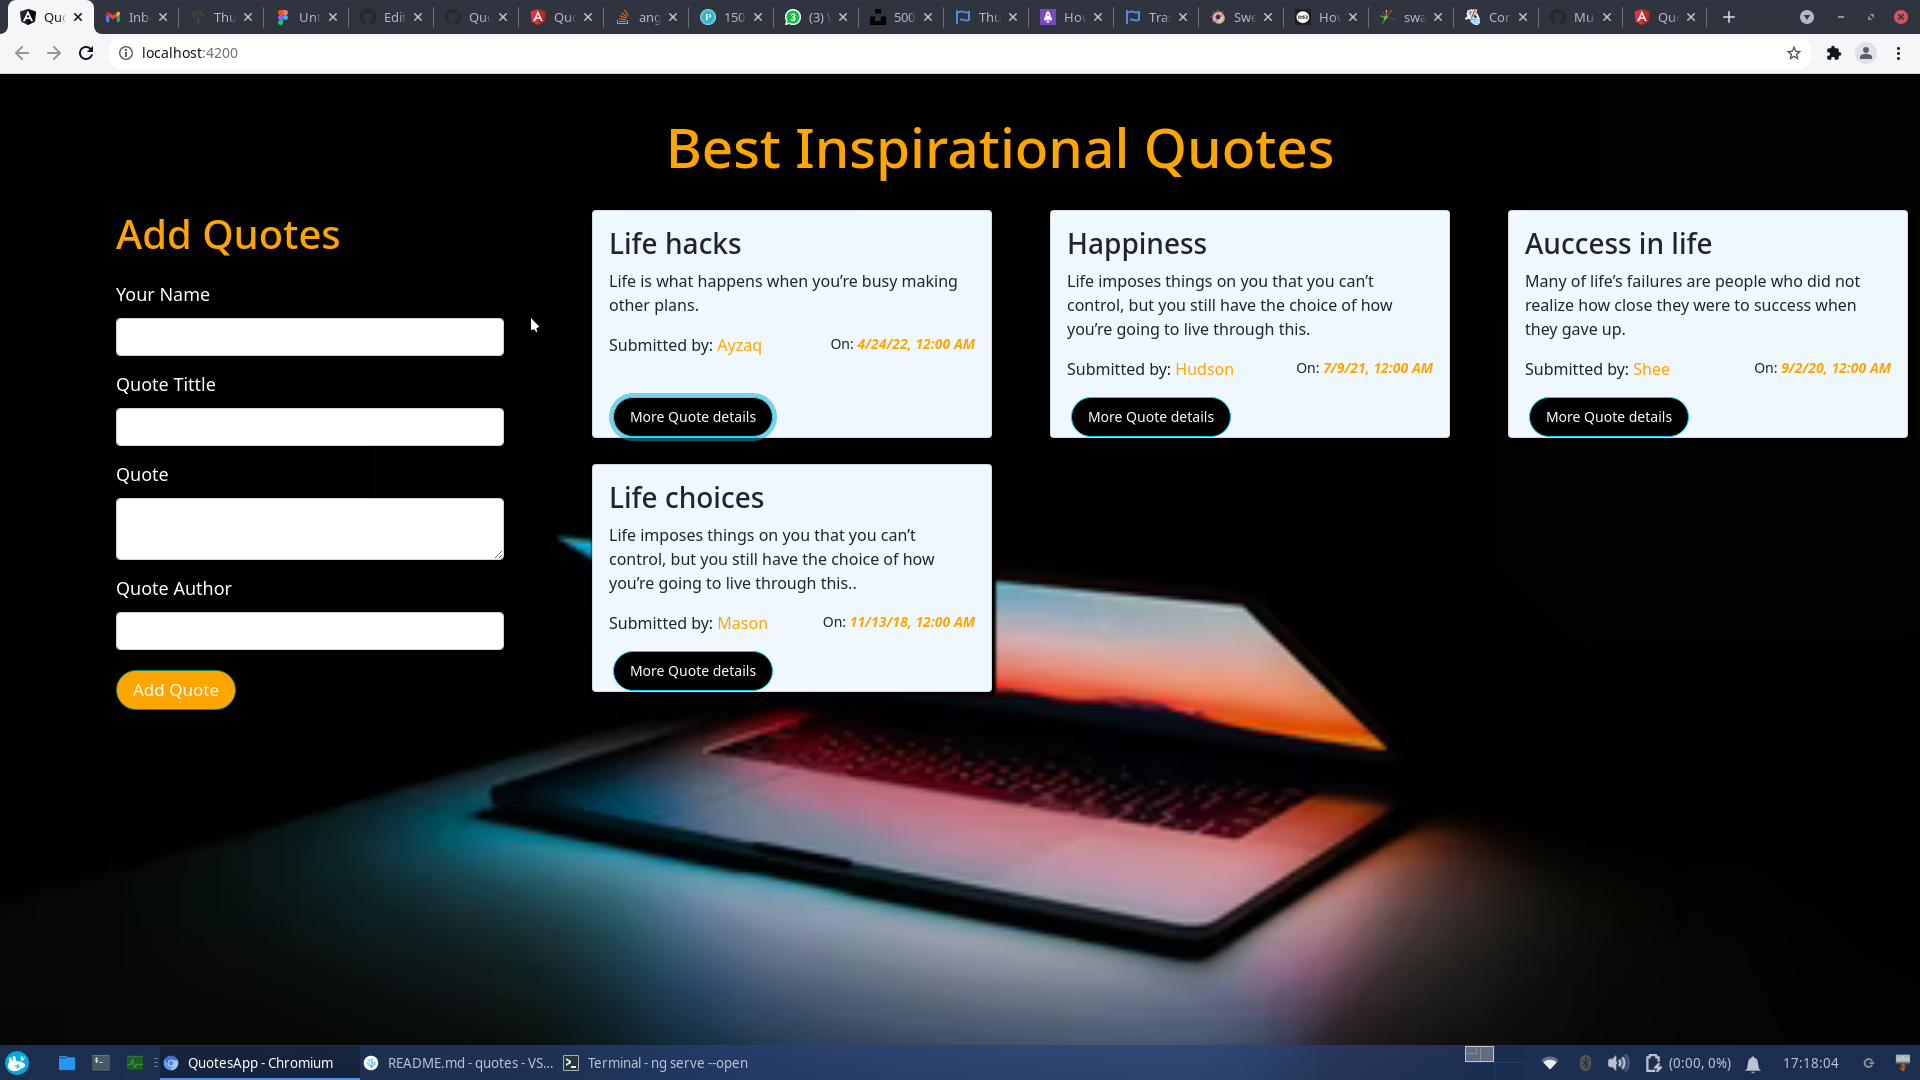 Quo
Inb
Thu
Unt
Edit
Quo
Quo
ang
150
(3)
500
Thu
Hov
Tra
Swe
Hov
swa
Cor
Mu
Quo
localhost:4200
Best Inspirational Quotes
Add Quotes
Your Name
Quote Tittle
Quote
Quote Author
Add Quote
Life hacks
Life is what happens when you’re busy making
other plans.
Submitted by: Ayzaq
On: 4/24/22, 12:00 AM
More Quote details
Happiness
Life imposes things on you that you can’t
control, but you still have the choice of how
you’re going to live through this.
Submitted by: Hudson
On: 7/9/21, 12:00 AM
More Quote details
Auccess in life
Many of life’s failures are people who did not
realize how close they were to success when
they gave up.
Submitted by: Shee
On: 9/2/20, 12:00 AM
More Quote details
Life choices
Life imposes things on you that you can’t
control, but you still have the choice of how
you’re going to live through this..
Submitted by: Mason
On: 11/13/18, 12:00 AM
More Quote details
QuotesApp - Chromium
README.md - quotes - VS...
Terminal - ng serve --open
(0:00, 0%)
17:18:04